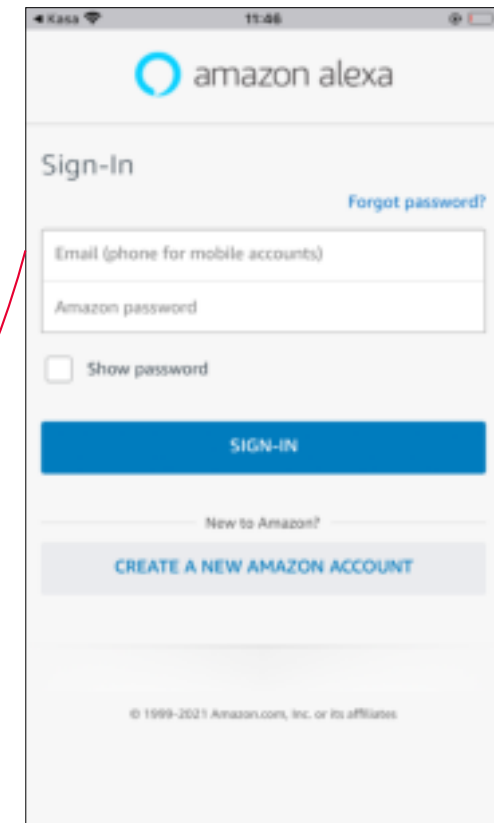 Kasa 11:46
amazon alexa
Sign-In
Forgot password?
Email (phone for mobile accounts)
Amazon password
Show password
SIGN-IN
New to Amazon?
CREATE A NEW AMAZON ACCOUNT
© 1999-2021 Amazon.com, Inc. or its affiliates